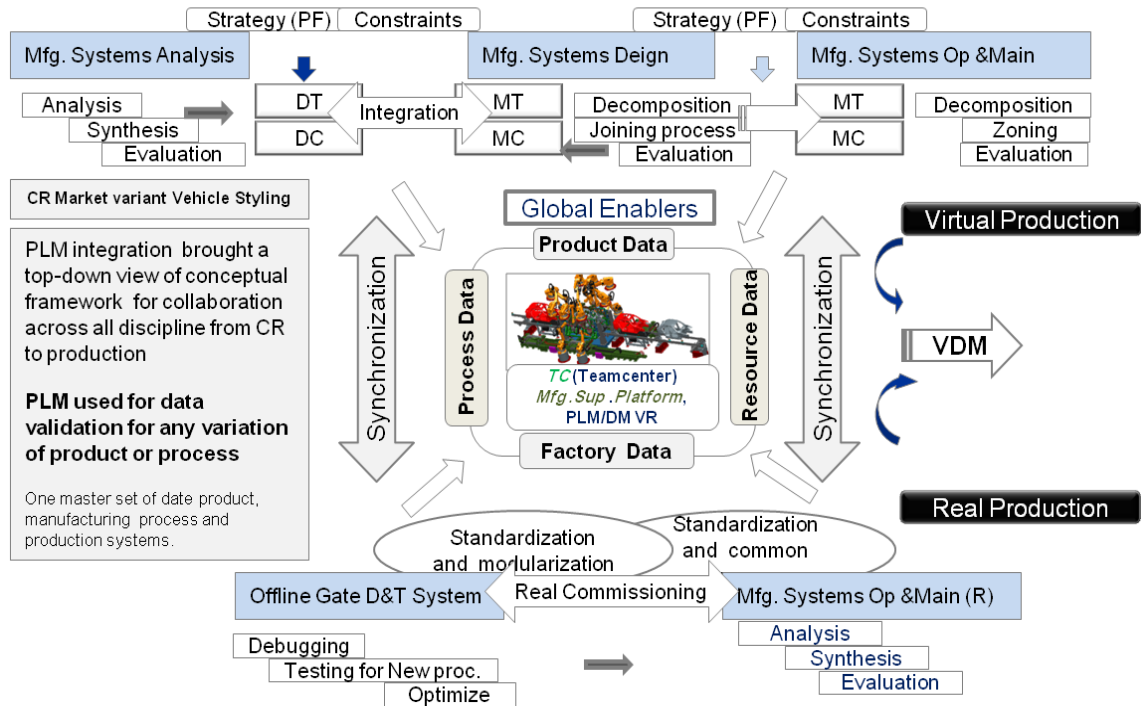 Strategy (PF) Constraints
Strategy (PF) Constraints
Mfg. Systems Analysis
Mfg. Systems Deign
Mfg. Systems Op &Main
Analysis
Synthesis
Evaluation
DT
DC
Integration
MT
MC
Decomposition
Joining process
Evaluation
MT
MC
Decomposition
Zoning
Evaluation
CR Market variant Vehicle Styling
PLM integration brought a
top-down view of conceptual
framework for collaboration
across all discipline from CR
to production
PLM used for data
validation for any variation
of product or process
One master set of date product,
manufacturing process and
production systems.
Synchronization
Global Enablers
Product Data
Process Data
Resource Data
TC (Teamcenter)
Mfg .Sup .Platform,
PLM/DM VR
Factory Data
Synchronization
Virtual Production
VDM
Real Production
Standardization
and modularization
Standardization
and common
Offline Gate D&T System
Real Commissioning
Mfg. Systems Op &Main (R)
Debugging
Testing for New proc.
Optimize
Analysis
Synthesis
Evaluation